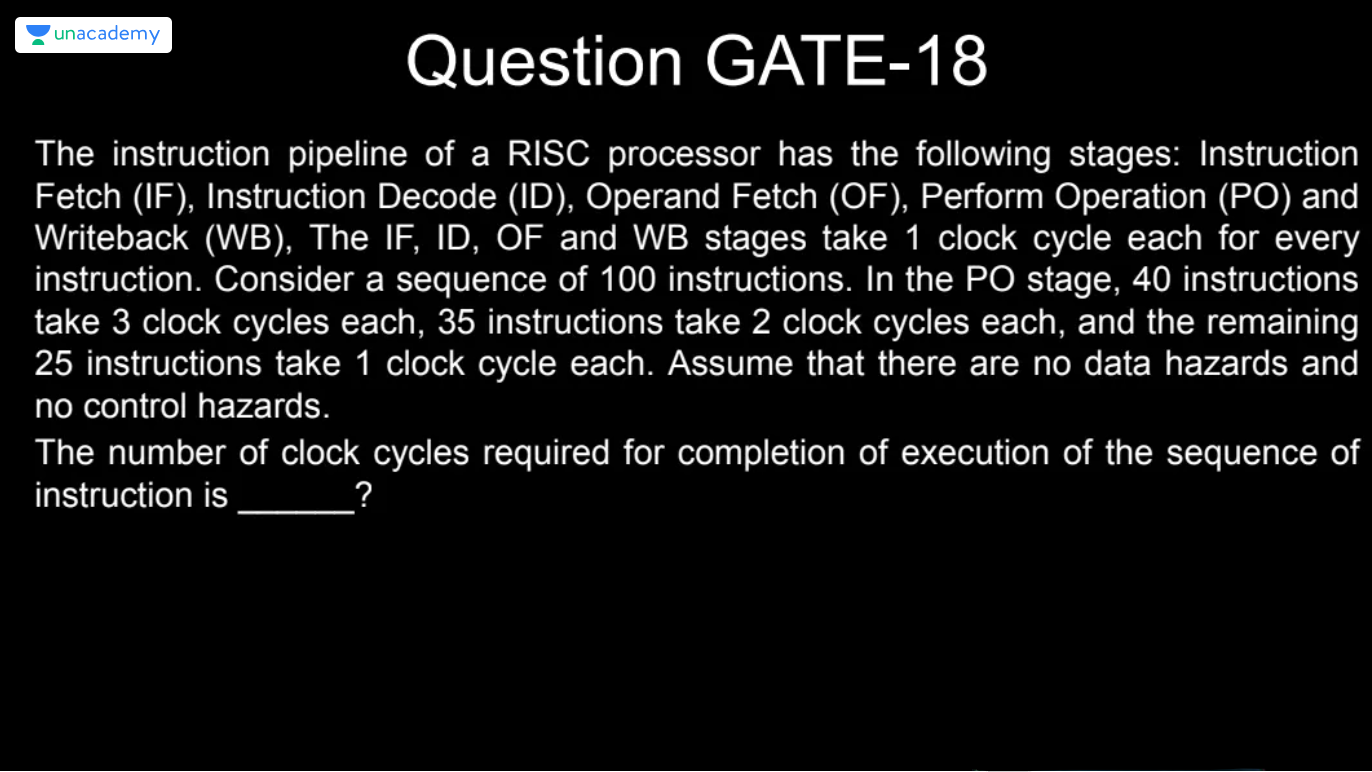 unacademy
Question GATE-18
The instruction pipeline of a RISC processor has the following stages: Instruction
Fetch (IF), Instruction Decode (ID), Operand Fetch (OF), Perform Operation (PO) and
Writeback (WB), The IF, ID, OF and WB stages take 1 clock cycle each for every
instruction. Consider a sequence of 100 instructions. In the PO stage, 40 instructions
take 3 clock cycles each, 35 instructions take 2 clock cycles each, and the remaining
25 instructions take 1 clock cycle each. Assume that there are no data hazards and
no control hazards.
The number of clock cycles required for completion of execution of the sequence of
instruction is ______?